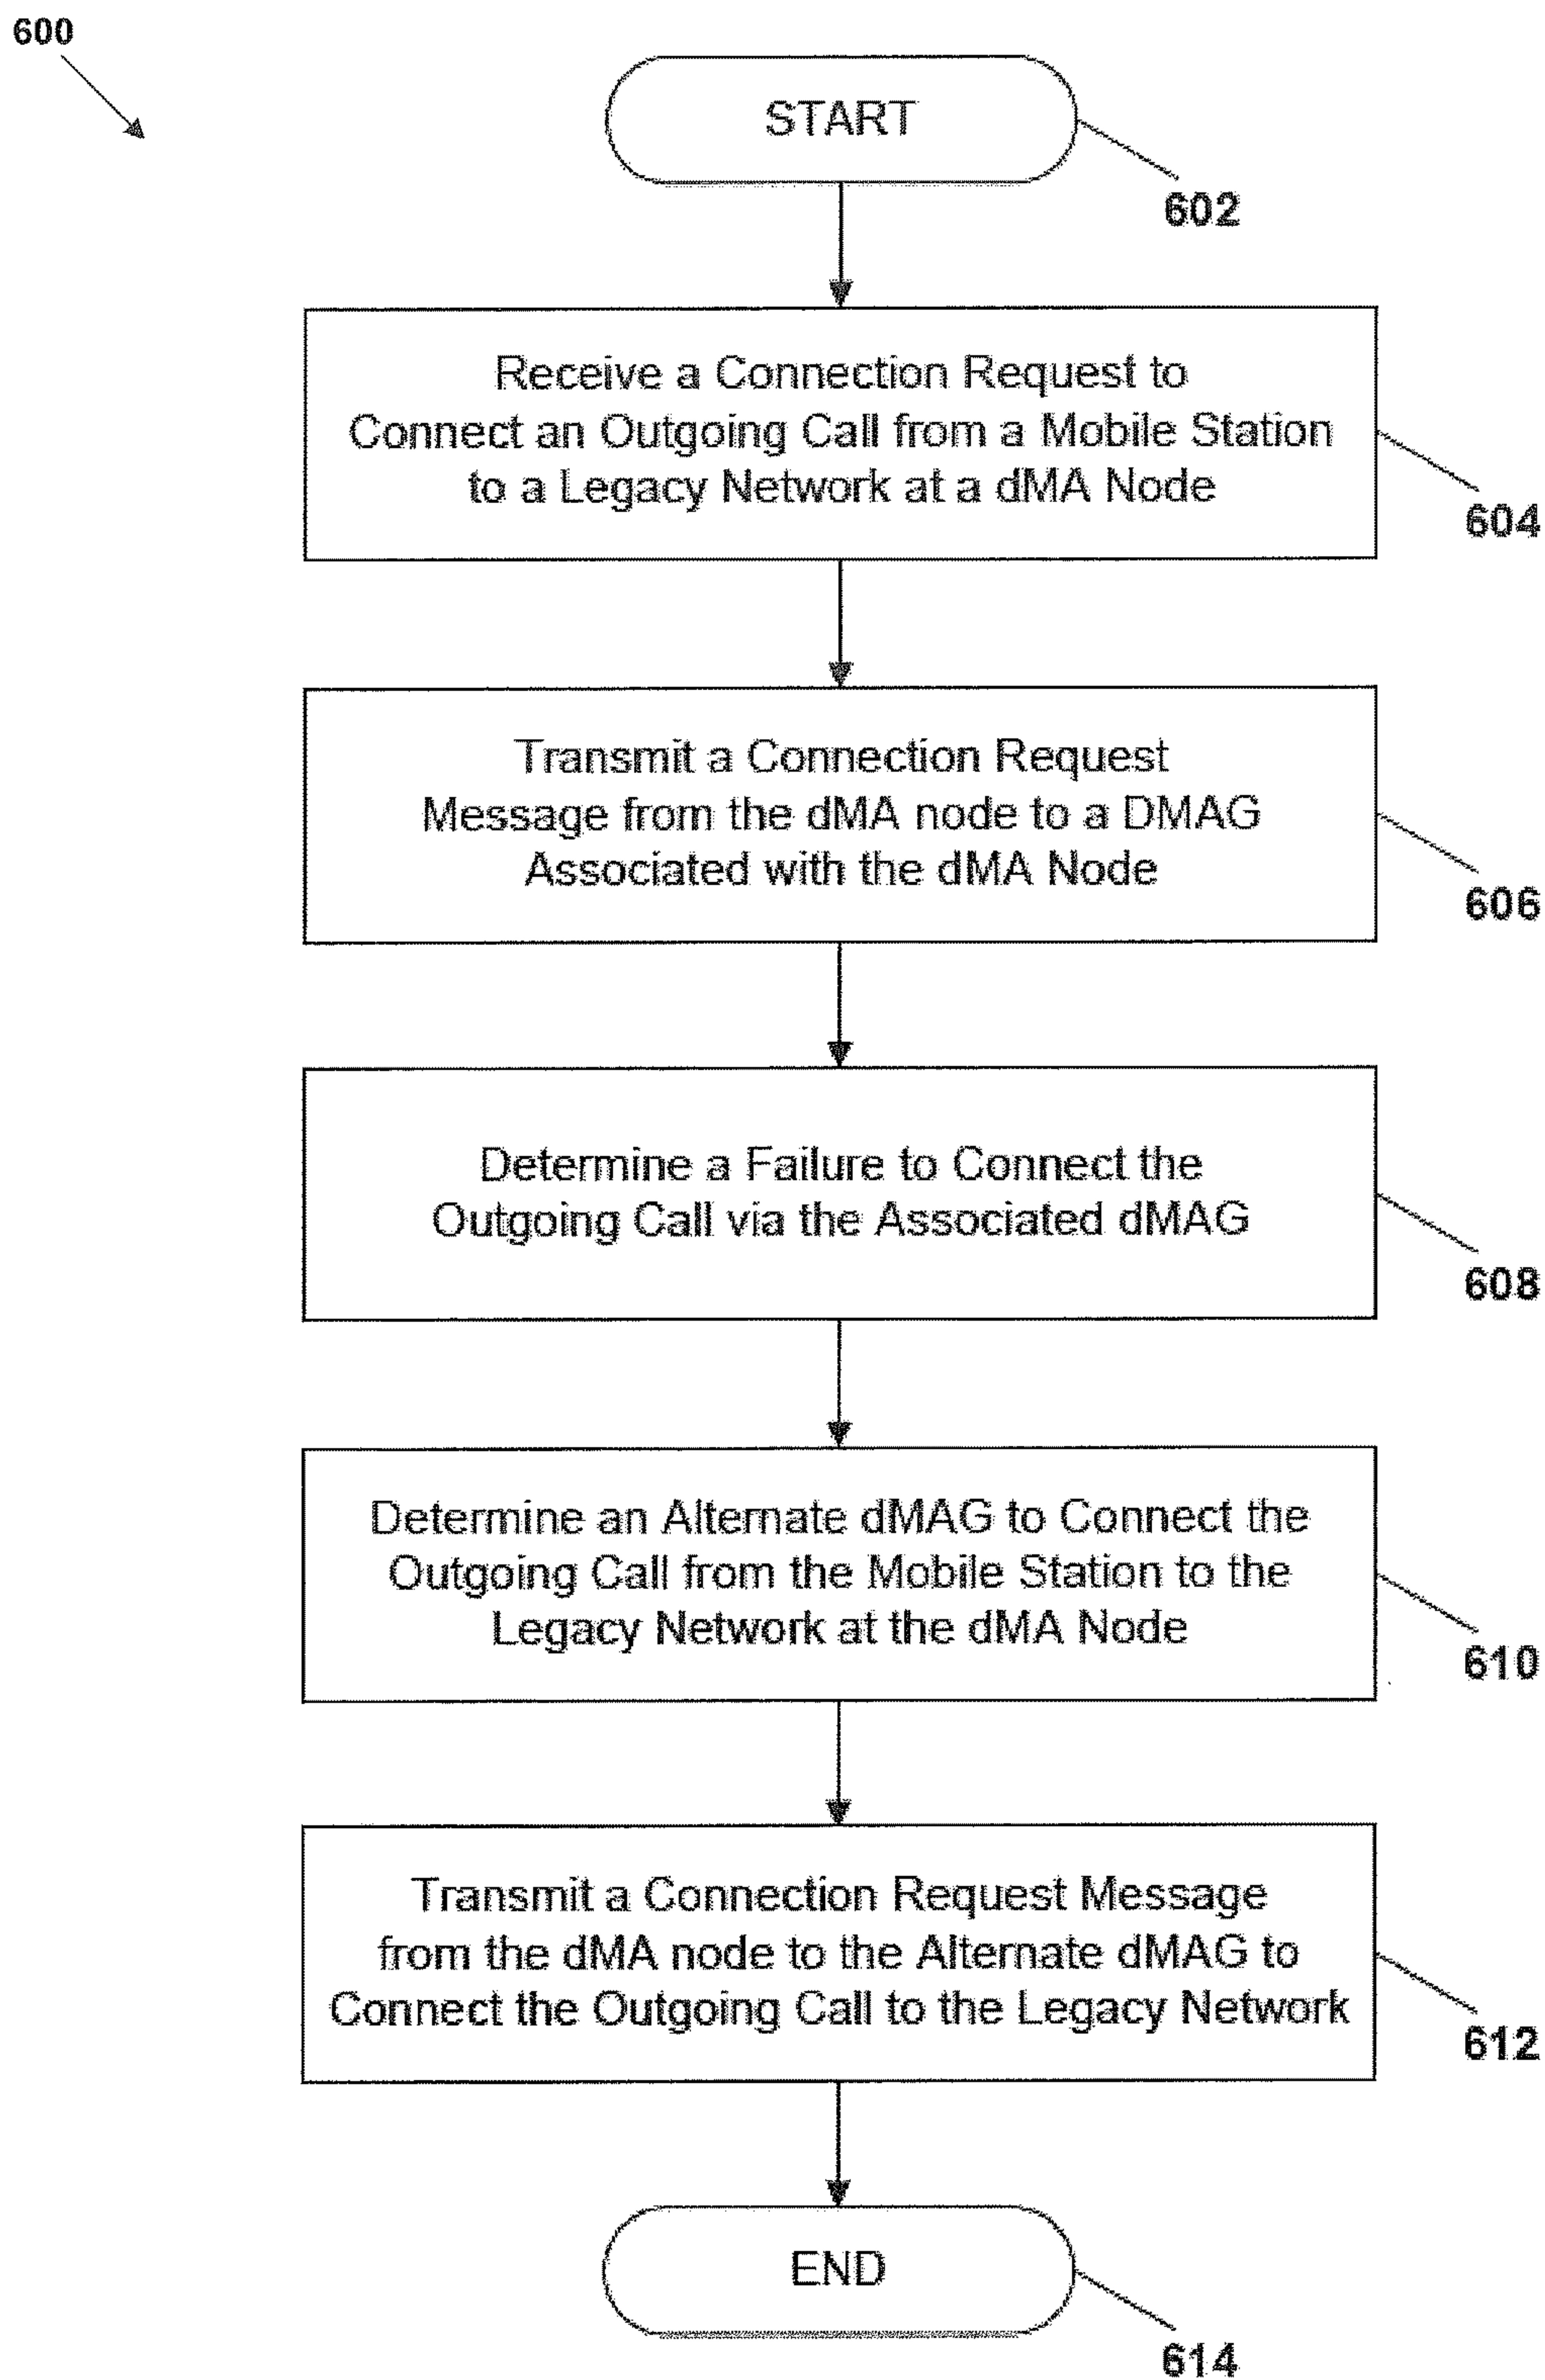 600
START
602
Receive a Connection Request to
Connect an Outgoing Call from a Mobile Station
to a Legacy Network at a dMA Node
604
Transmit a Connection Request
Message from the dMA node to a DMAG
Associated with the dMA Node
606
Determine a Failure to Connect the
Outgoing Call via the Associated dMAG
608
Determine an Alternate dMAG to Connect the
Outgoing Call from the Mobile Station to the
Legacy Network at the dMA Node
610
Transmit a Connection Request Message
from the dMA node to the Alternate dMAG to
Connect the Outgoing Call to the Legacy Network
612
END
614